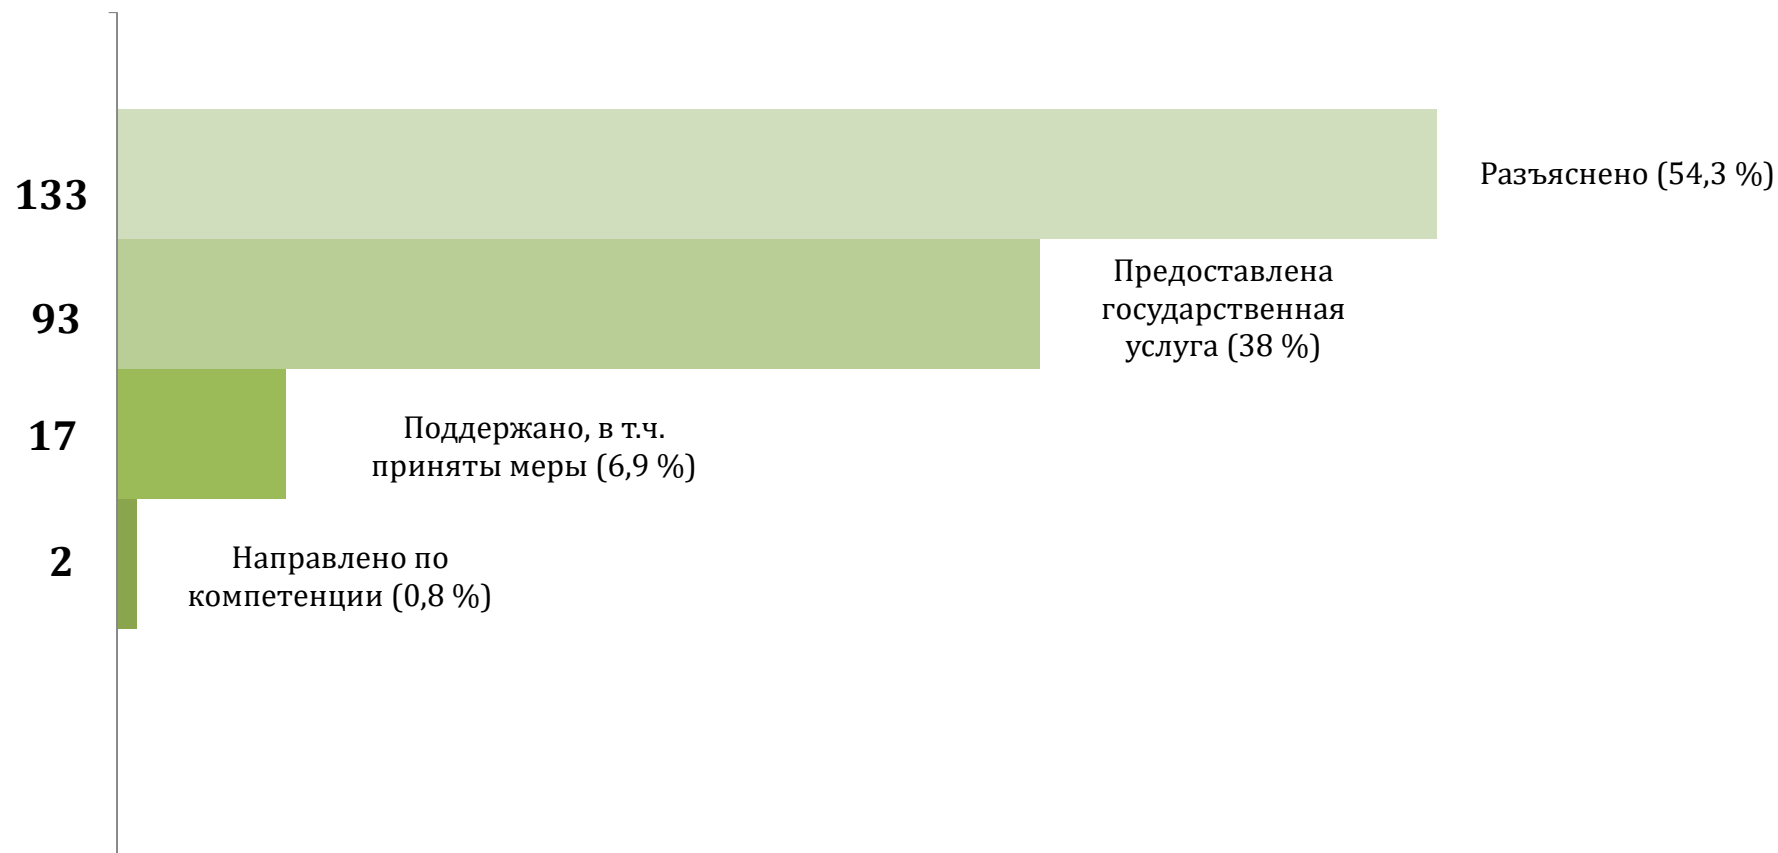 133
Разъяснено (54,3 %)
93
Предоставлена
государственная
услуга (38 %)
17
Поддержано, в т.ч.
приняты меры (6,9 %)
2
Направлено по
компетенции (0,8 %)